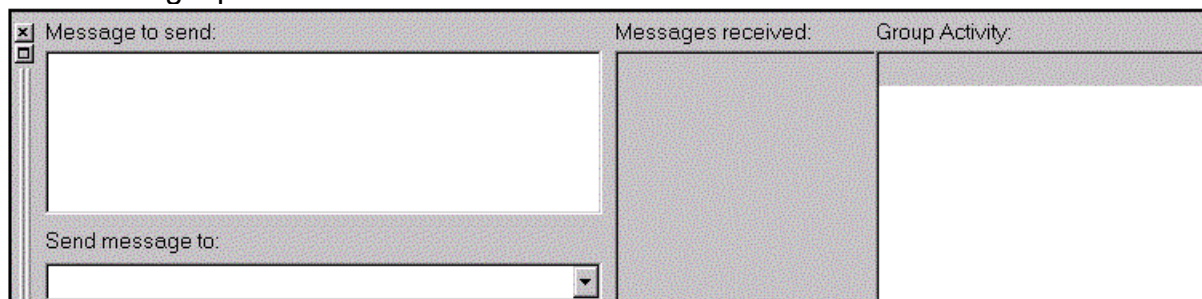 Message to send:
Messages received:
Group Activity:
Send message to: